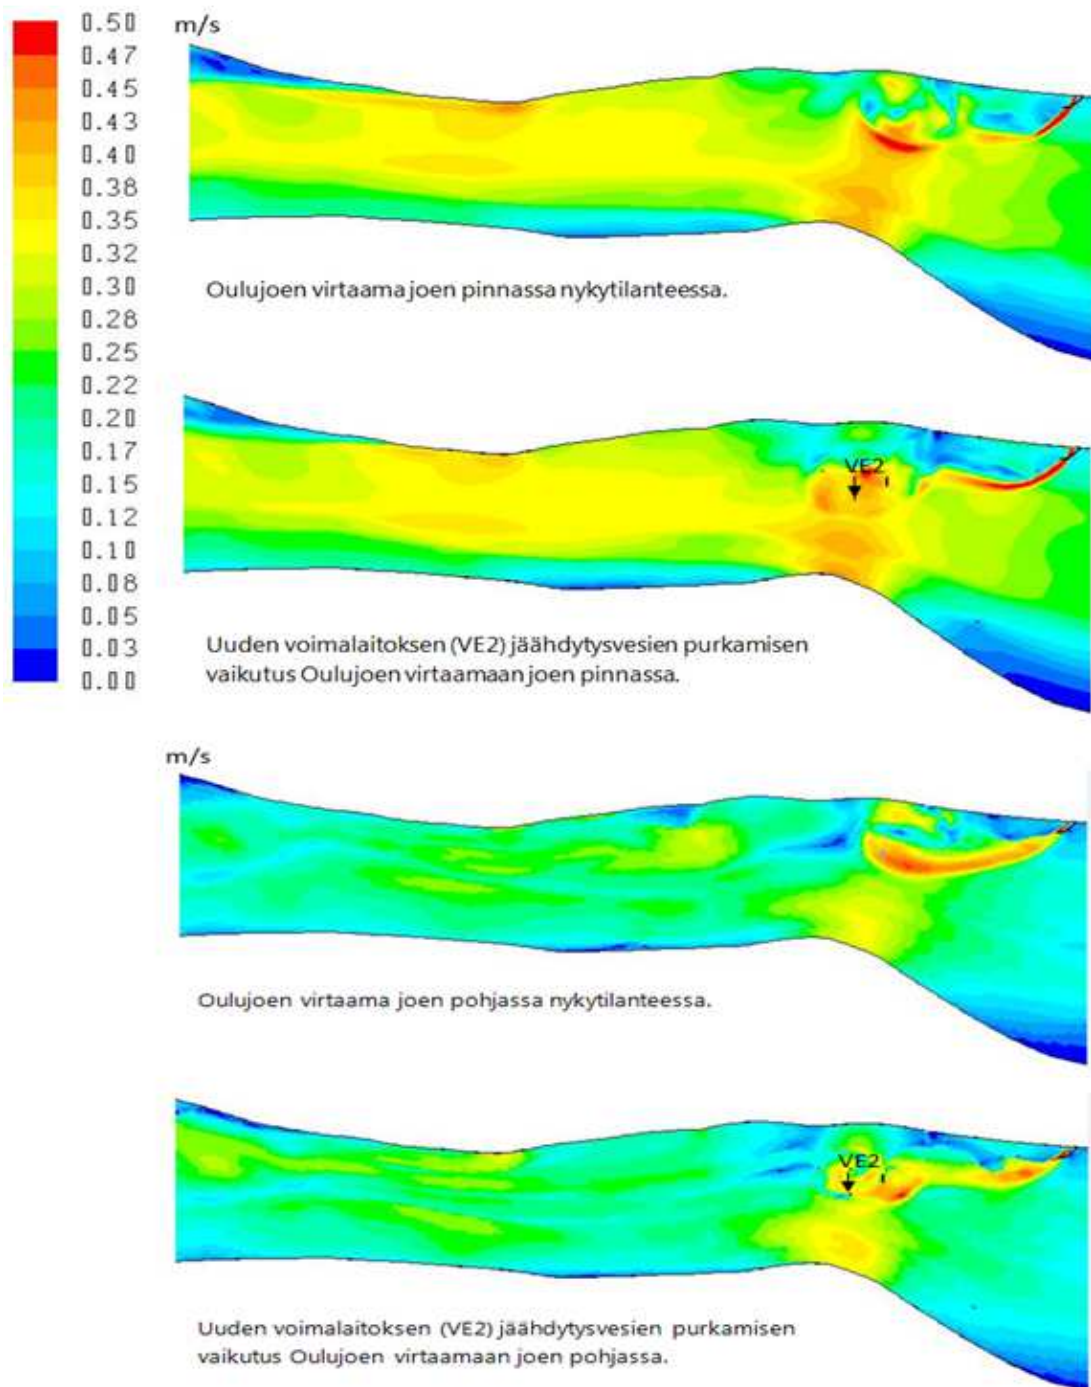 0.50
m/s
0.47
0.45
0.43
0.40
0.38
0.35
0.32
0.30
0.28
0.25
0.22
0.20
0.17
0.15
0.12
0.10
0.08
0.05
0.03
0.00
Oulujoen virtaama joen pinnassa nykytilanteessa.
VE2
Uuden voimalaitoksen (VE2) jäähdytysvesien purkamisen
vaikutus Oulujoen virtaamaan joen pinnassa.
m/s
Oulujoen virtaama joen pohjassa nykytilanteessa.
VE2
Uuden voimalaitoksen (VE2) jäähdytysvesien purkamisen
vaikutus Oulujoen virtaamaan joen pohjassa.